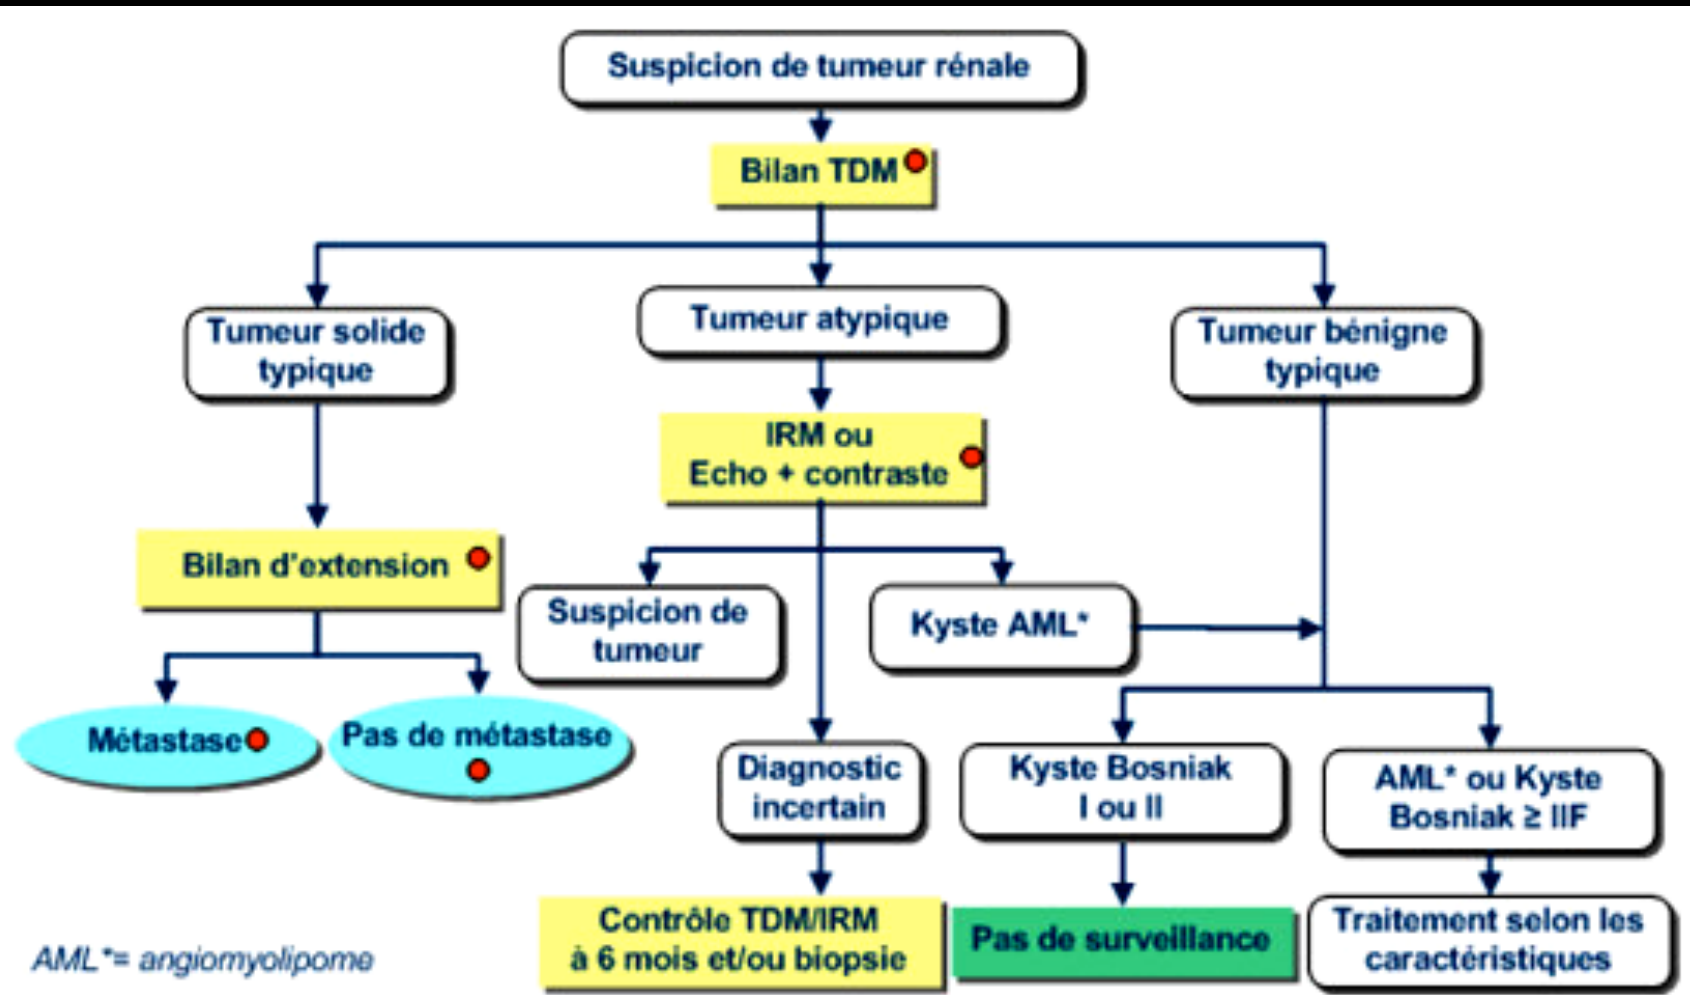 Suspicion de tumeur rénale
Bilan TDM
Tumeur solide
typique
Tumeur atypique
Tumeur bénigne
typique
IRM ou
Echo + contraste
Bilan d'extension
Suspicion de
tumeur
Kyste AML*
Métastase
Pas de métastase
Diagnostic
incertain
Kyste Bosniak
I ou II
AML* ou Kyste
Bosniak ≥ IIF
Contrôle TDM/IRM
à 6 mois et/ou biopsie
Pas de surveillance
Traitement selon les
caractéristiques
AML*= angiomyolipome